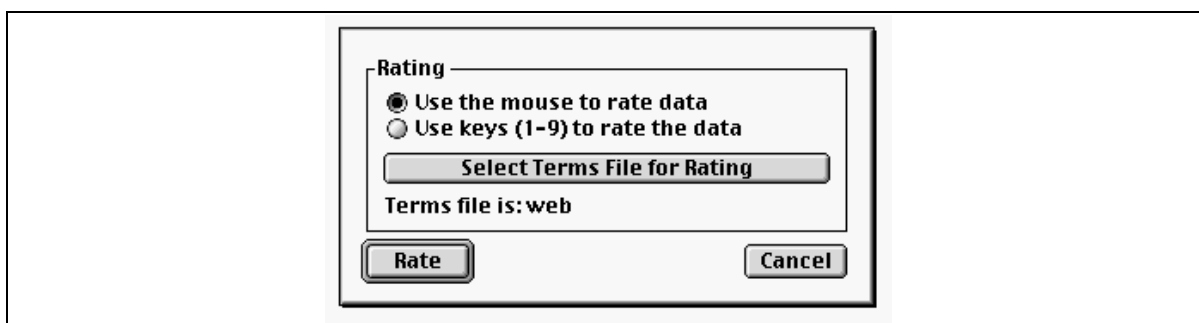 Rating
Use the mouse to rate data
Use keys (1-9) to rate the data
Select Terms File for Rating
Terms file is: web
Rate
Cancel